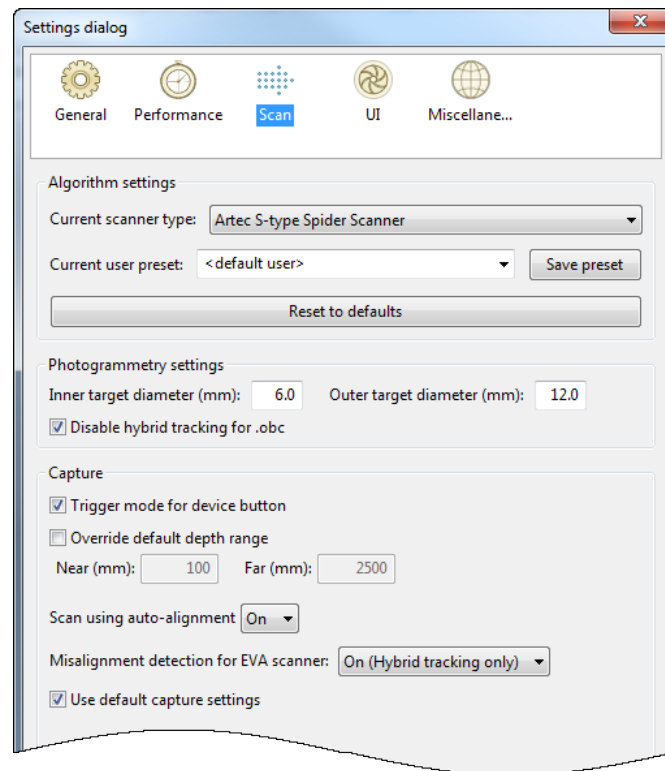 Settings dialog
General Performance Scan UI Miscellane...
Algorithm settings
Current scanner type: Artec S-type Spider Scanner
Current user preset: <default user> Save preset
Reset to defaults
Photogrammetry settings
Inner target diameter (mm): 6.0 Outer target diameter (mm): 12.0
Disable hybrid tracking for .obc
Capture
Trigger mode for device button
Override default depth range
Near (mm): 100 Far (mm): 2500
Scan using auto-alignment On
Misalignment detection for EVA scanner: On (Hybrid tracking only)
Use default capture settings